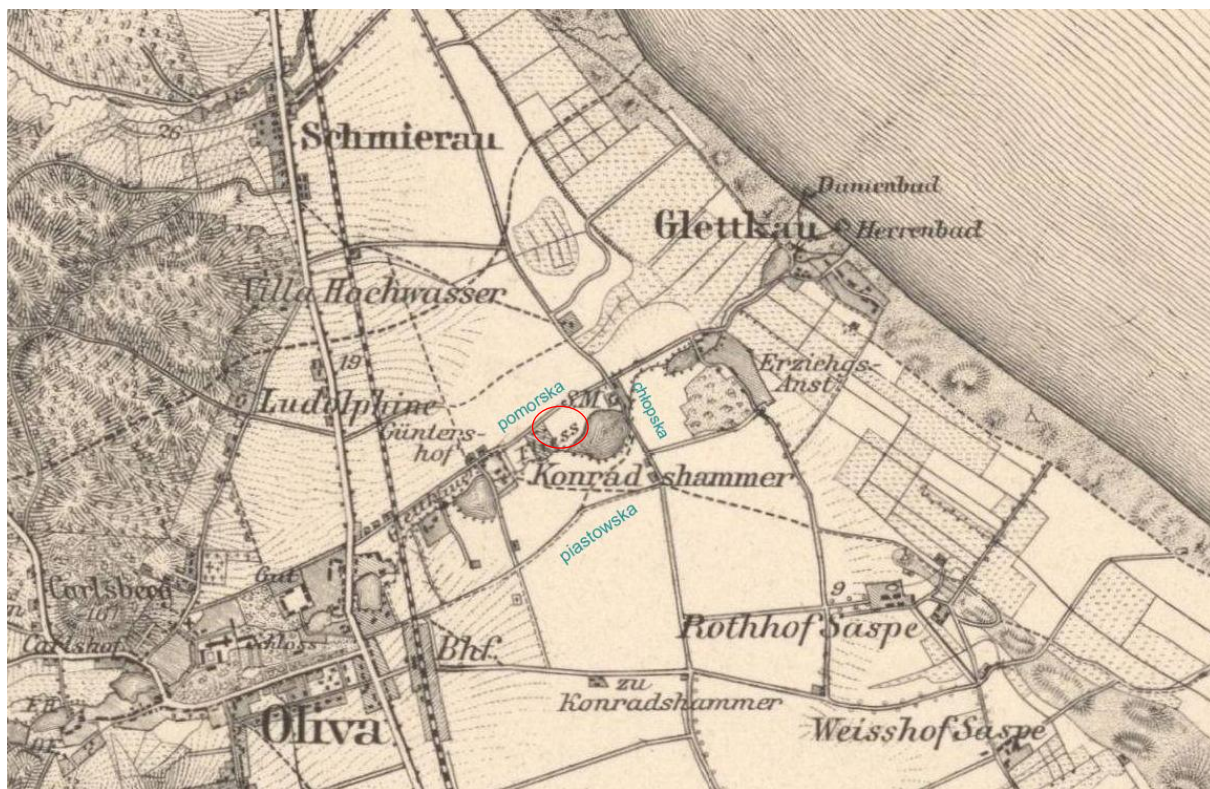 26
Schmierau
Damenbad
Glettkau
Herrenbad
Villa Hochwasser
19
Ludolphine
Erziehgs-
Anst.
pomorska
S.M.
chłopska
Günters-
hof
Fliess
Konradshammer
piastowska
Carlsberg
Gut
9
Carlshof
Schloss
Bhf.
Rothhof Saspe
zu
Konradshammer
Oliva
Weisshof Saspe